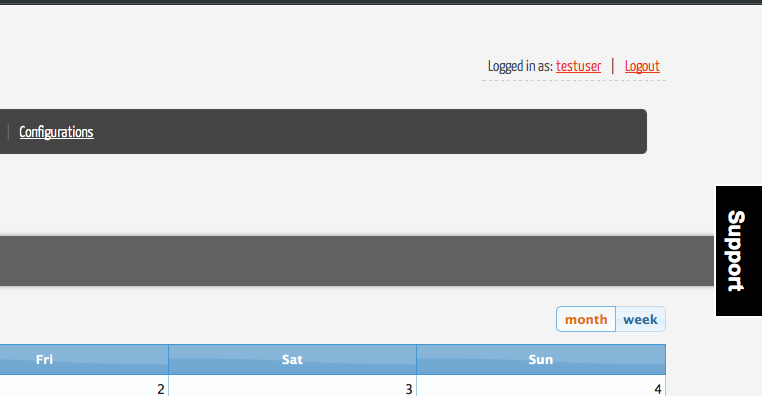 Logged in as: testuser | Logout
| Configurations
Support
month week
Fri Sat Sun
2 3 4